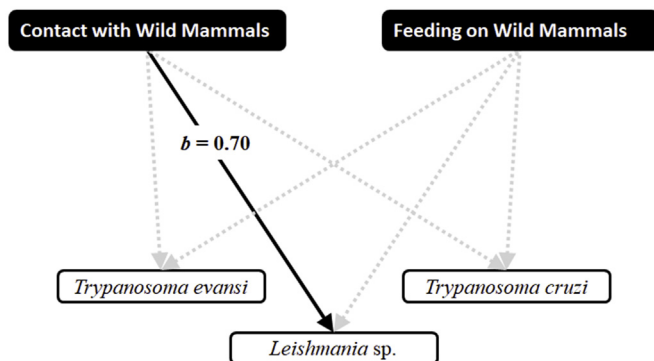 Contact with Wild Mammals
Feeding on Wild Mammals
b = 0.70
Trypanosoma evansi
Trypanosoma cruzi
Leishmania sp.